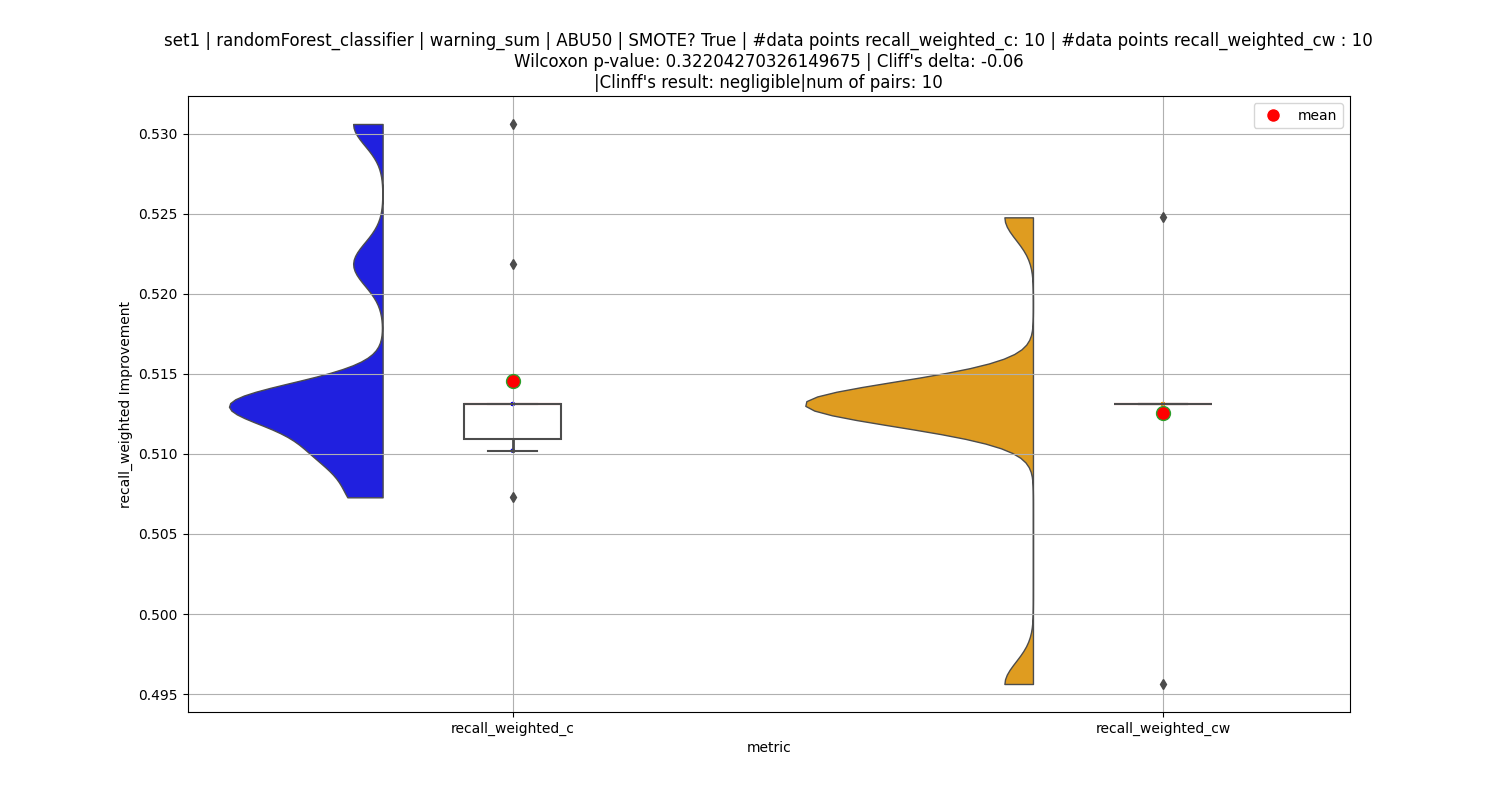 set1 | randomForest_classifier | warning_sum | ABU50 | SMOTE? True | #data points recall_weighted_c: 10 | #data points recall_weighted_cw : 10
Wilcoxon p-value: 0.32204270326149675 | Cliff's delta: -0.06
|Clinff's result: negligible|num of pairs: 10
mean
0.530
0.525
0.520
0.515
0.510
0.505
0.500
0.495
recall_weighted Improvement
recall_weighted_c
recall_weighted_cw
metric